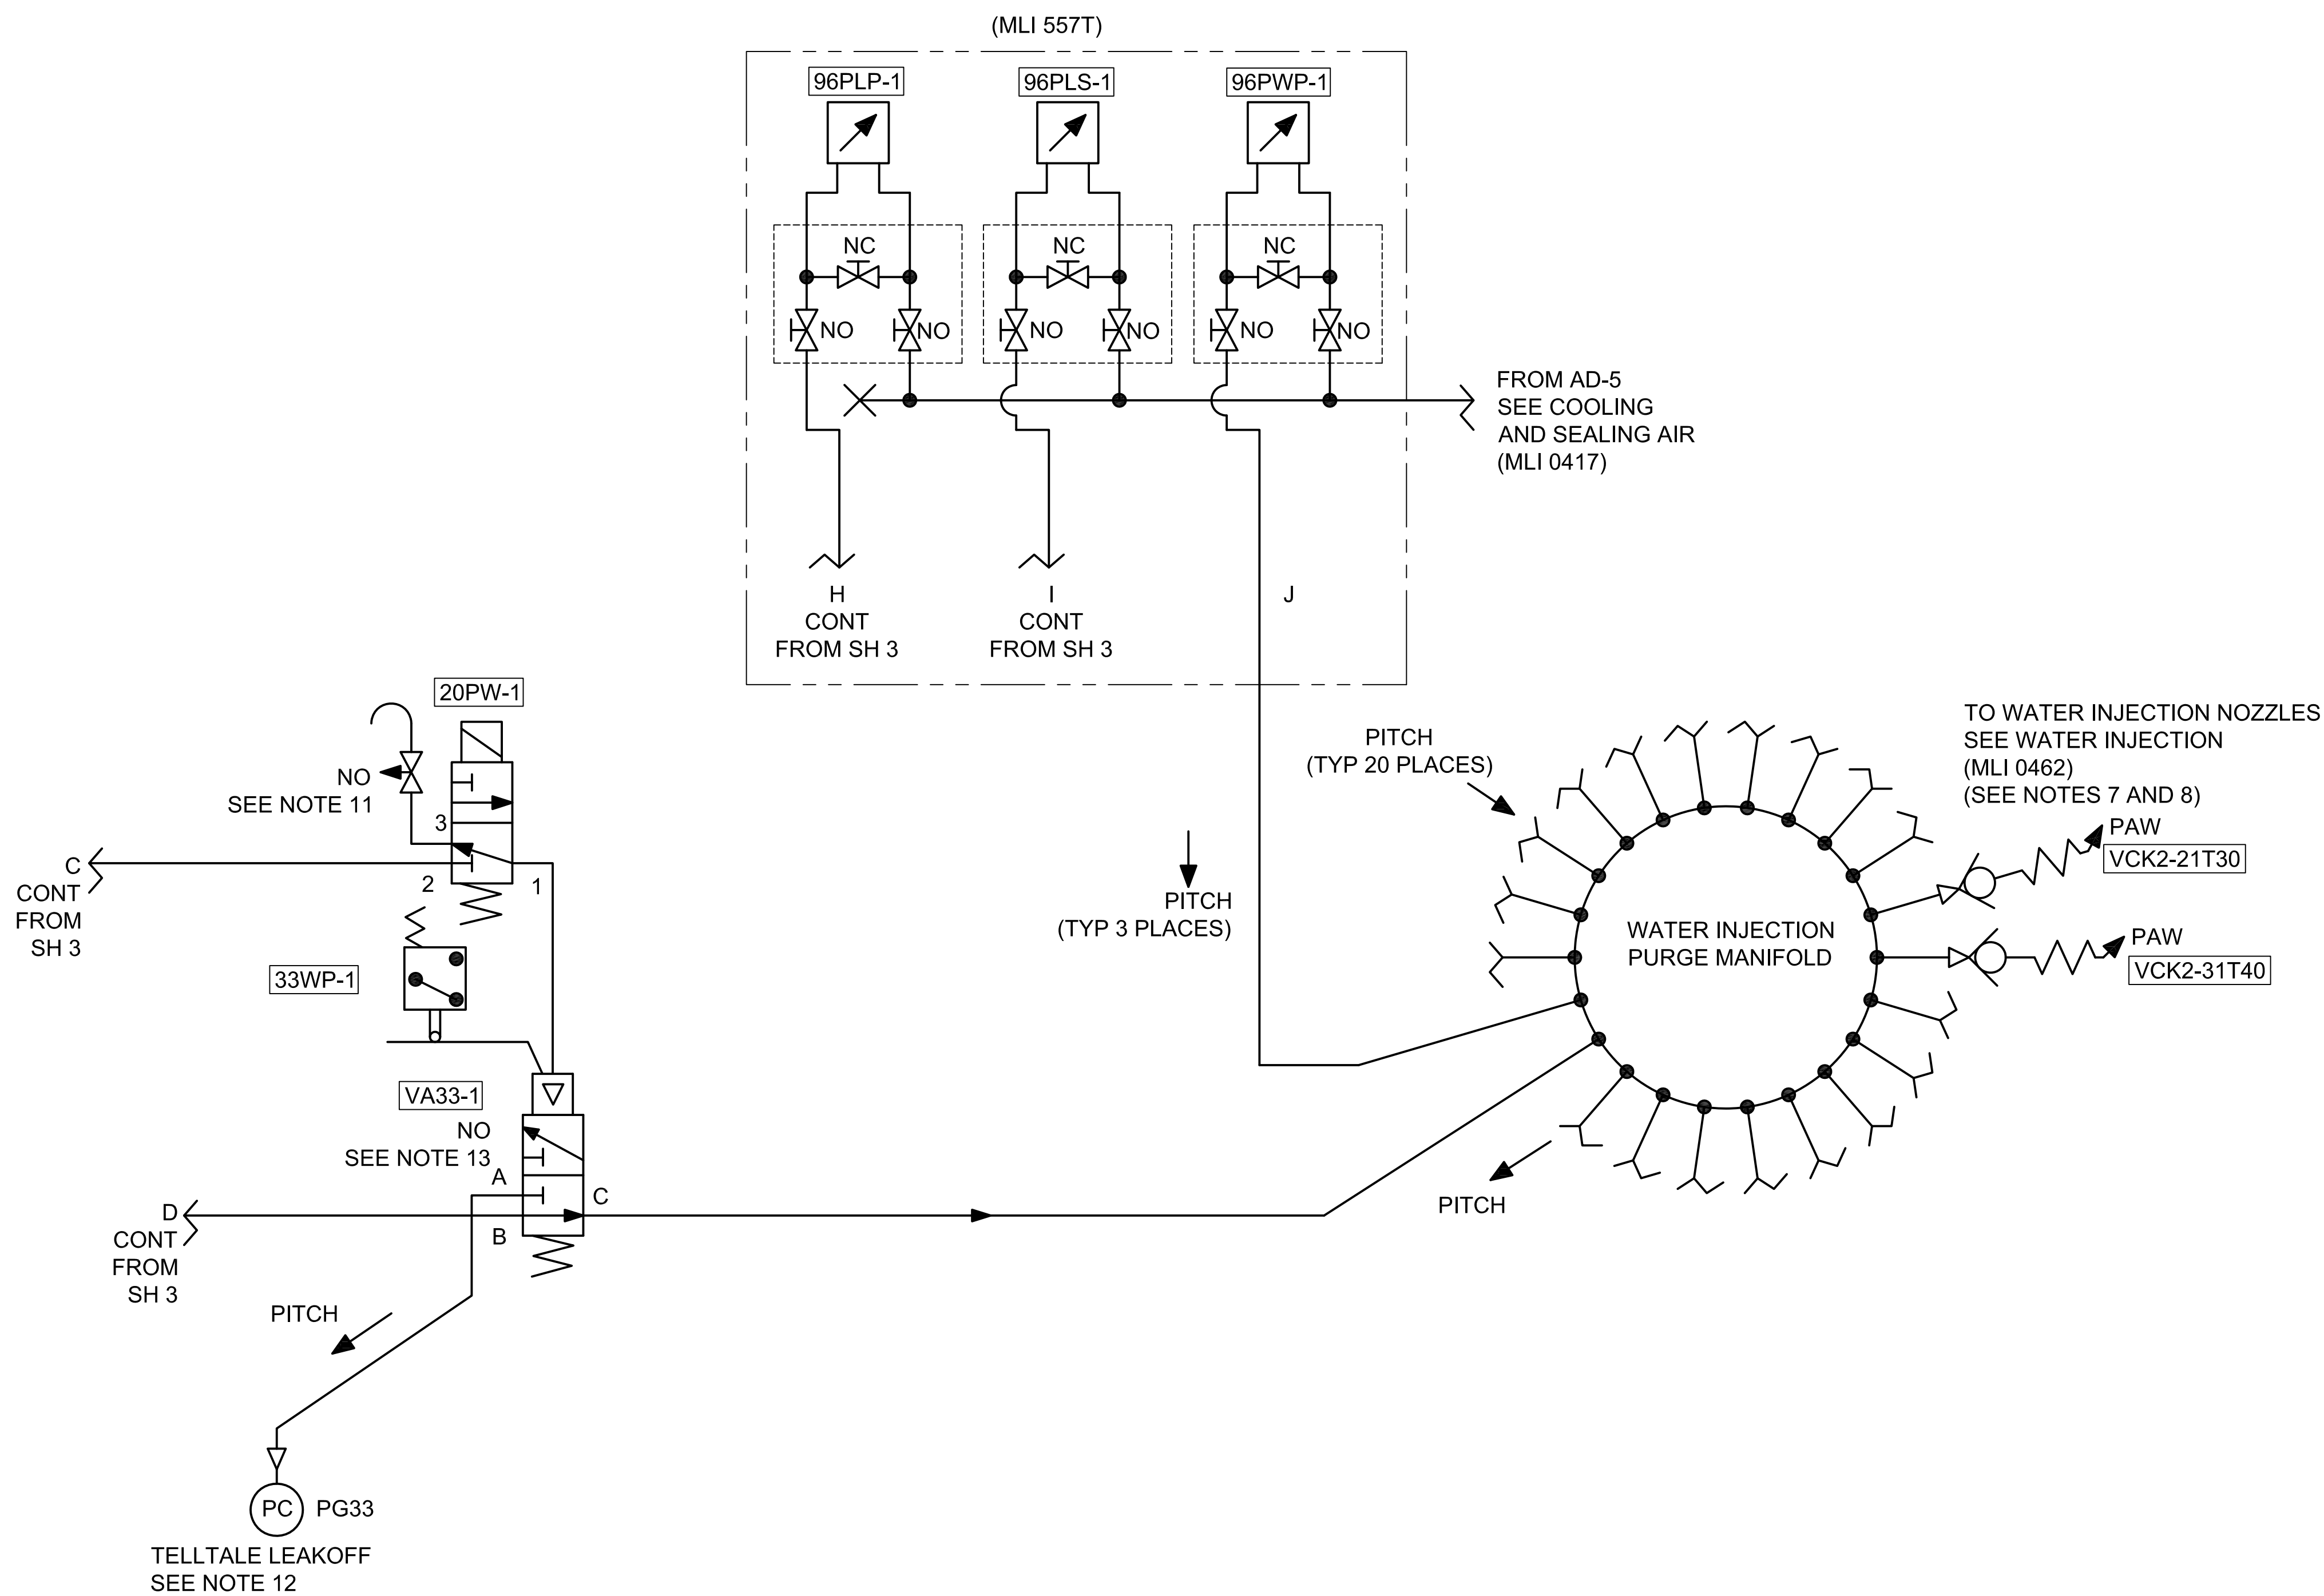 (MLI 557T)
96PLP-1
96PLS-1
96PWP-1
NC
NC
NC
NO
NO
NO
NO
NO
NO
FROM AD-5
SEE COOLING
AND SEALING AIR
(MLI 0417)
H
CONT
FROM SH 3
I
CONT
FROM SH 3
J
20PW-1
NO
SEE NOTE 11
3
2
1
C
CONT
FROM
SH 3
33WP-1
VA33-1
NO
SEE NOTE 13
A
B
C
D
CONT
FROM
SH 3
PITCH
PC
PG33
TELLTALE LEAKOFF
SEE NOTE 12
PITCH
(TYP 3 PLACES)
PITCH
(TYP 20 PLACES)
PITCH
WATER INJECTION
PURGE MANIFOLD
TO WATER INJECTION NOZZLES
SEE WATER INJECTION
(MLI 0462)
(SEE NOTES 7 AND 8)
PAW
VCK2-21T30
PAW
VCK2-31T40